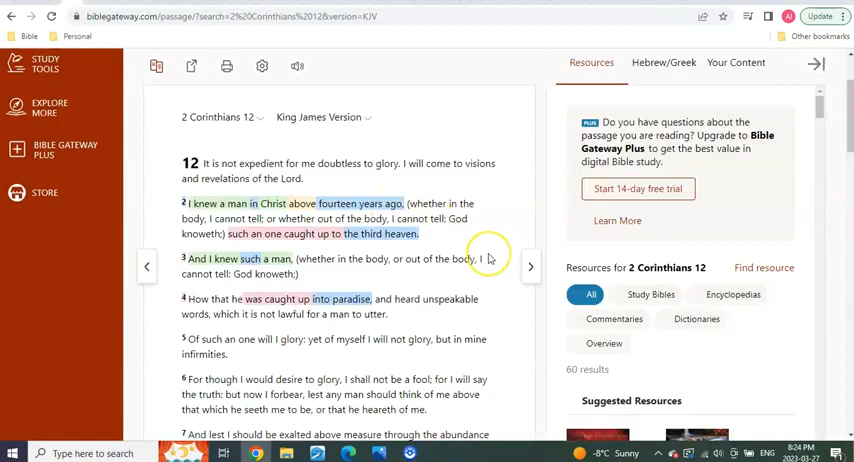 biblegateway.com/passage/?search=2%20Corinthians%2012&version=KJV
AI
Update
Bible
Personal
Other bookmarks
STUDY
TOOLS
EXPLORE
MORE
BIBLE GATEWAY
PLUS
STORE
2 Corinthians 12
King James Version
12 It is not expedient for me doubtless to glory. I will come to visions
and revelations of the Lord.
2 I knew a man in Christ above fourteen years ago, (whether in the
body, I cannot tell; or whether out of the body, I cannot tell: God
knoweth;) such an one caught up to the third heaven.
3 And I knew such a man, (whether in the body, or out of the body, I
cannot tell: God knoweth;)
4 How that he was caught up into paradise, and heard unspeakable
words, which it is not lawful for a man to utter.
5 Of such an one will I glory: yet of myself I will not glory, but in mine
infirmities.
6 For though I would desire to glory, I shall not be a fool; for I will say
the truth: but now I forbear, lest any man should think of me above
that which he seeth me to be, or that he heareth of me.
7 And lest I should be exalted above measure through the abundance
Resources
Hebrew/Greek
Your Content
PLUS Do you have questions about the
passage you are reading? Upgrade to Bible
Gateway Plus to get the best value in
digital Bible study.
Start 14-day free trial
Learn More
Resources for 2 Corinthians 12
Find resource
All
Study Bibles
Encyclopedias
Commentaries
Dictionaries
Overview
60 results
Suggested Resources
Type here to search
-8°C Sunny
ENG
8:24 PM
2023-03-27